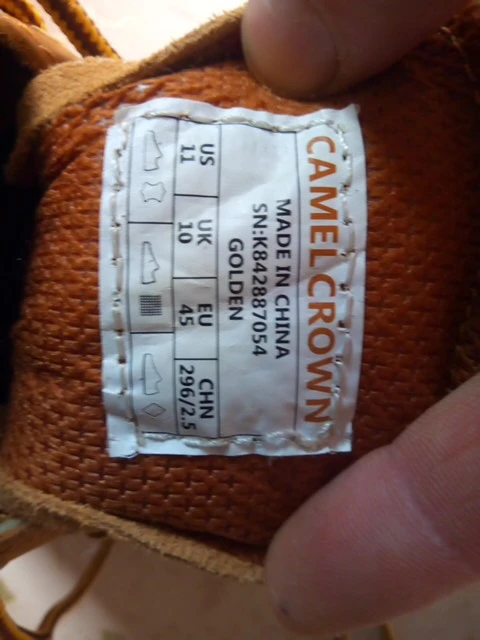 CAMEL CROWN
MADE IN CHINA
SN:K842887054
GOLDEN
US UK EU CHN
11 10 45 296/2.5